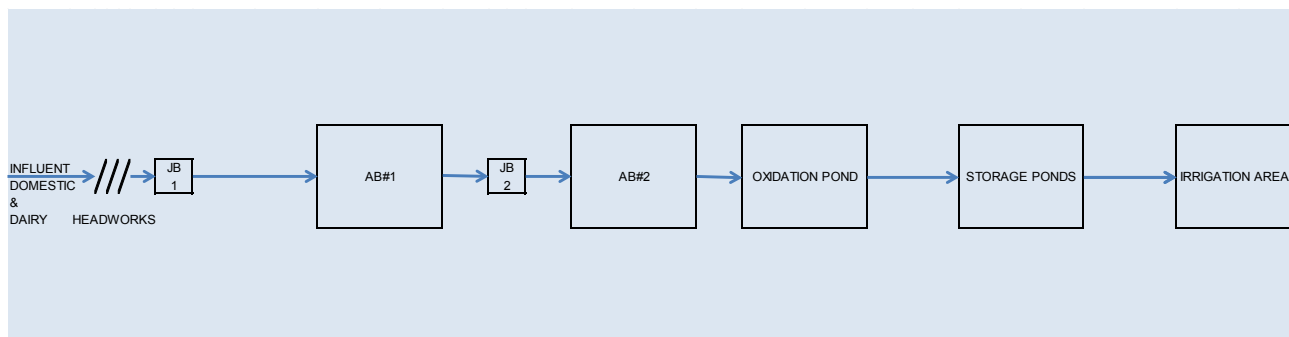 INFLUENT
DOMESTIC
&
DAIRY
HEADWORKS
JB
1
AB#1
JB
2
AB#2
OXIDATION POND
STORAGE PONDS
IRRIGATION AREA